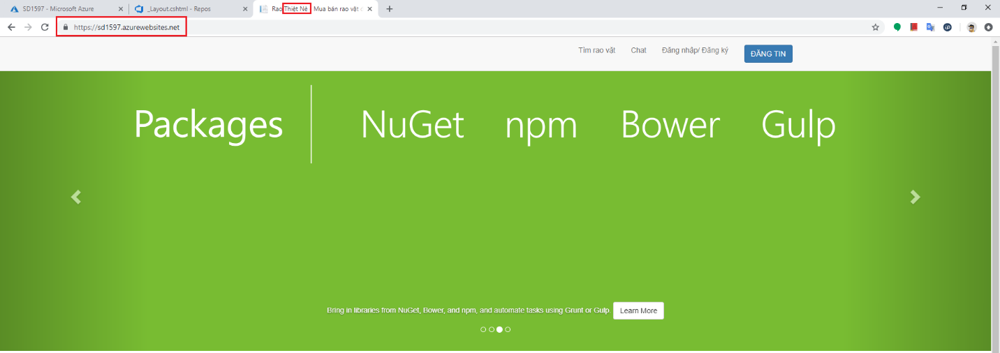 SD1597 - Microsoft Azure
_Layout.cshtml - Repos
Rao Thiệt Nè Mua bán rao vặt
https://sd1597.azurewebsites.net
Tìm rao vặt Chat Đăng nhập/ Đăng ký ĐĂNG TIN
Packages NuGet npm Bower Gulp
Bring in libraries from NuGet, Bower, and npm, and automate tasks using Grunt or Gulp. Learn More